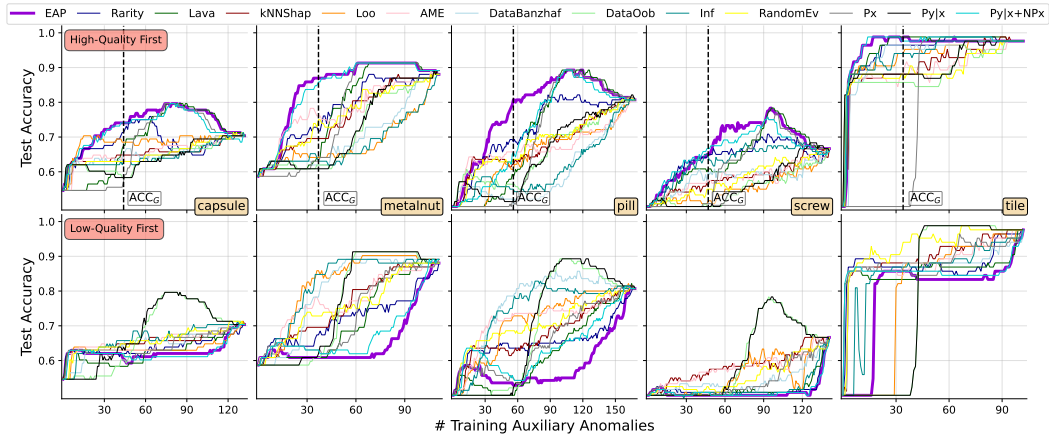 EAP Rarity Lava kNNShap Loo AME DataBanzhaf DataOob Inf RandomEv Px Py|x Py|x+NPx
High-Quality First
Test Accuracy
1.0
0.9
0.8
0.7
0.6
ACC_G
capsule
ACC_G
metalnut
ACC_G
pill
ACC_G
screw
ACC_G
tile
Low-Quality First
Test Accuracy
1.0
0.9
0.8
0.7
0.6
30 60 90 120
30 60 90
30 60 90 120 150
30 60 90 120
30 60 90
# Training Auxiliary Anomalies